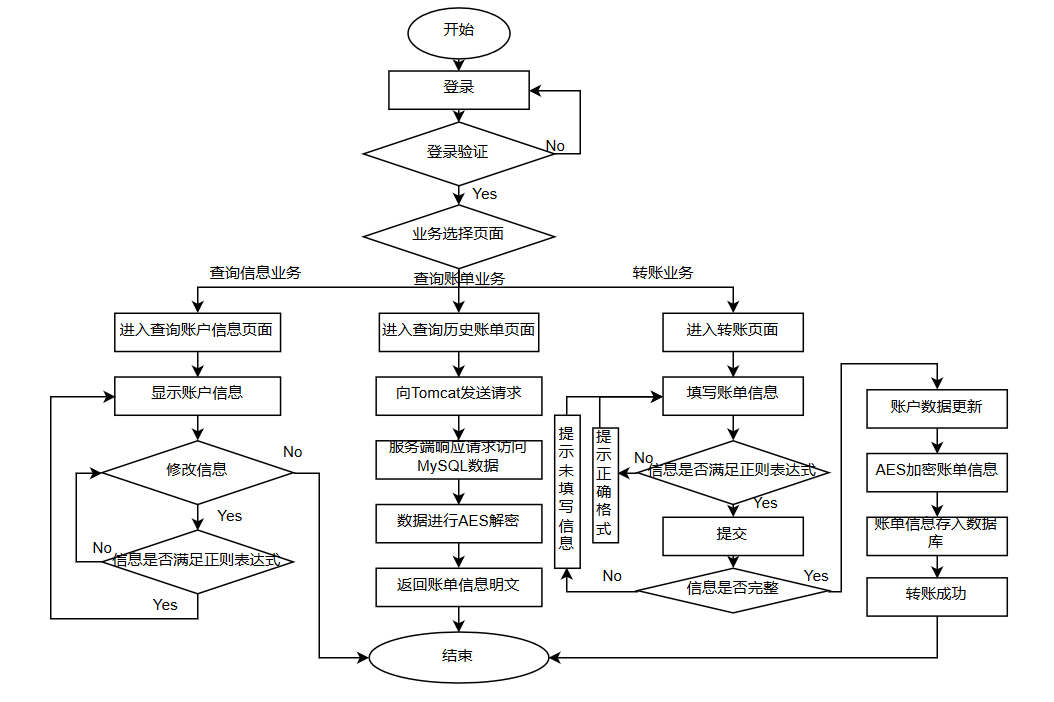 开始
登录
登录验证
No
Yes
业务选择页面
查询信息业务
查询账单业务
转账业务
进入查询账户信息页面
显示账户信息
修改信息
No
Yes
信息是否满足正则表达式
No
Yes
进入查询历史账单页面
向Tomcat发送请求
服务端响应请求访问
MySQL数据
数据进行AES解密
返回账单信息明文
进入转账页面
填写账单信息
信息是否满足正则表达式
No
提示正确格式
Yes
提交
信息是否完整
No
提示未填写信息
Yes
账户数据更新
AES加密账单信息
账单信息存入数据
库
转账成功
结束